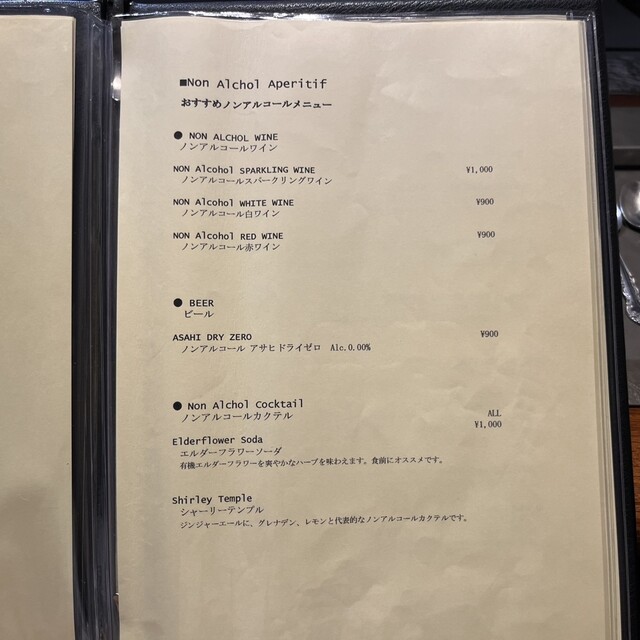 ■Non Alchol Aperitif
おすすめノンアルコールメニュー
● NON ALCHOL WINE
ノンアルコールワイン
NON Alcohol SPARKLING WINE ¥1,000
ノンアルコールスパークリングワイン
NON Alcohol WHITE WINE ¥900
ノンアルコール白ワイン
NON Alcohol RED WINE ¥900
ノンアルコール赤ワイン
● BEER
ビール
ASAHI DRY ZERO ¥900
ノンアルコール アサヒドライゼロ Alc.0.00%
● Non Alchol Cocktail ALL
ノンアルコールカクテル ¥1,000
Elderflower Soda
エルダーフラワーソーダ
有機エルダーフラワーを爽やかなハーブを味わえます。食前にオススメです。
Shirley Temple
シャーリーテンプル
ジンジャーエールに、グレナデン、レモンと代表的なノンアルコールカクテルです。